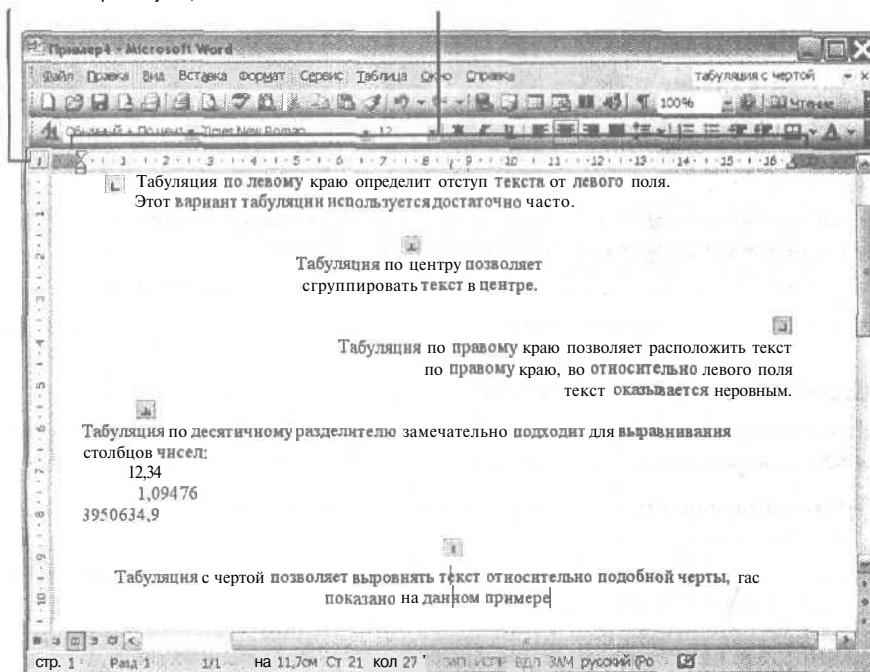 Пример4 - Microsoft Word
Файл Правка Вид Вставка Формат Сервис Таблица Окно Справка табуляция с чертой
100% Чтение
Times New Roman 12
1 2 3 4 5 6 7 8 9 10 11 12 13 14 15 16
Табуляция по левому краю определит отступ текста от левого поля.
Этот вариант табуляции используется достаточно часто.
Табуляция по центру позволяет
сгруппировать текст в центре.
Табуляция по правому краю позволяет расположить текст
по правому краю, во относительно левого поля
текст оказывается неровным.
Табуляция по десятичному разделителю замечательно подходит для выравнивания
столбцов чисел:
12,34
1,09476
3950634,9
Табуляция с чертой позволяет выровнять текст относительно подобной черты, гас
показано на данном примере
стр. 1 Разд 1 1/1 на 11,7см Ст 21 кол 27 ЗАМ русский (Ро